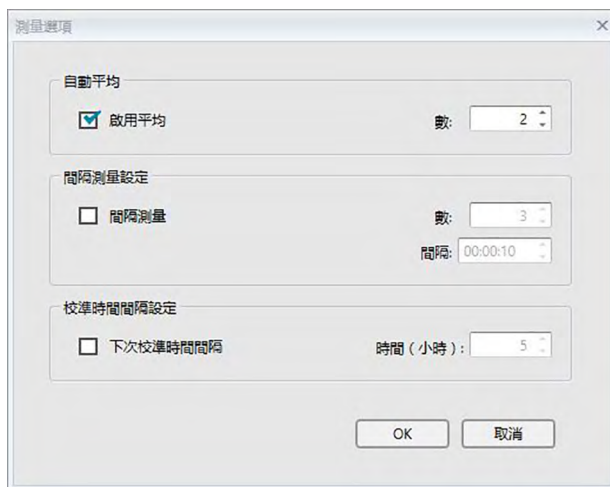 測量選項
自動平均
啟用平均 數: 2
間隔測量設定
間隔測量 數: 3
間隔: 00:00:10
校準時間間隔設定
下次校準時間間隔 時間（小時）: 5
OK 取消